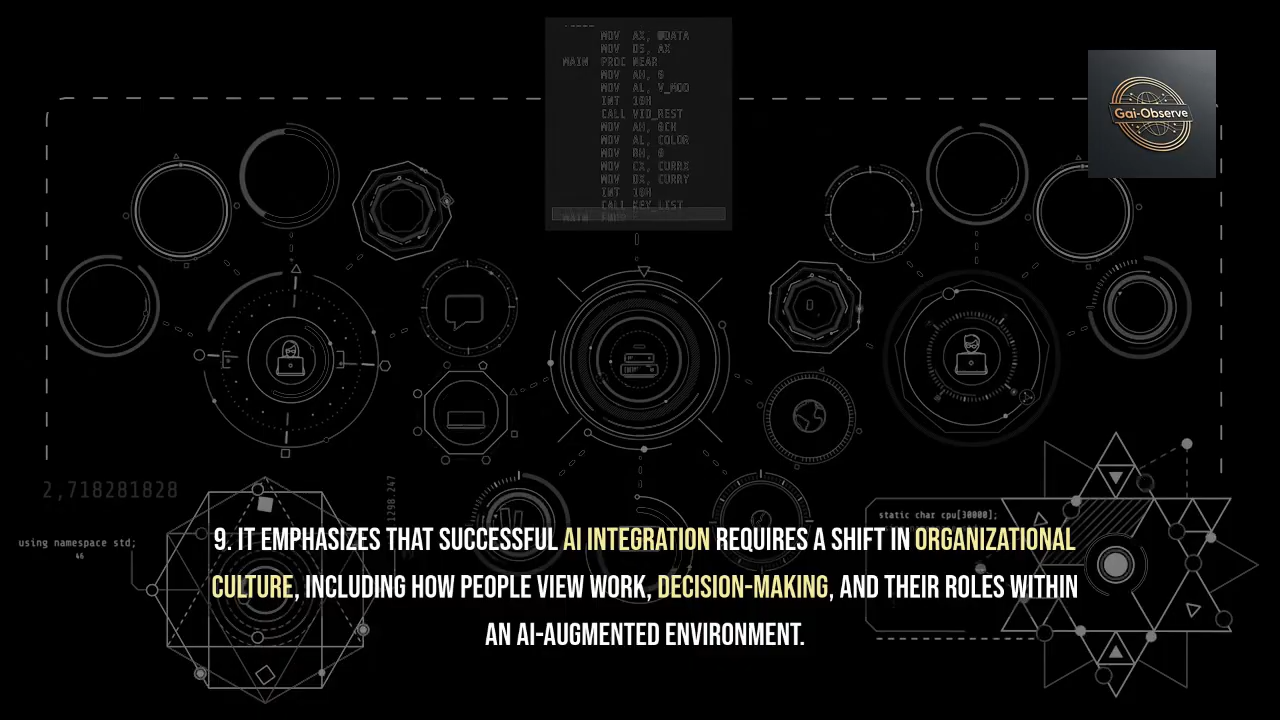 MOV AX, @DATA
MOV DS, AX
MAIN PROC NEAR
MOV AH, 0
MOV AL, V_MOD
INT 10H
CALL VID_REST
MOV AH, 0CH
MOV AL, COLOR
MOV BH, 0
MOV CX, CURRX
MOV DX, CURRY
INT 10H
CALL KEY_LIST
Gai-Observe
2,718281828
1298.247
using namespace std;
46
static char cpu[30000];
9. IT EMPHASIZES THAT SUCCESSFUL AI INTEGRATION REQUIRES A SHIFT IN ORGANIZATIONAL
CULTURE, INCLUDING HOW PEOPLE VIEW WORK, DECISION-MAKING, AND THEIR ROLES WITHIN
AN AI-AUGMENTED ENVIRONMENT.